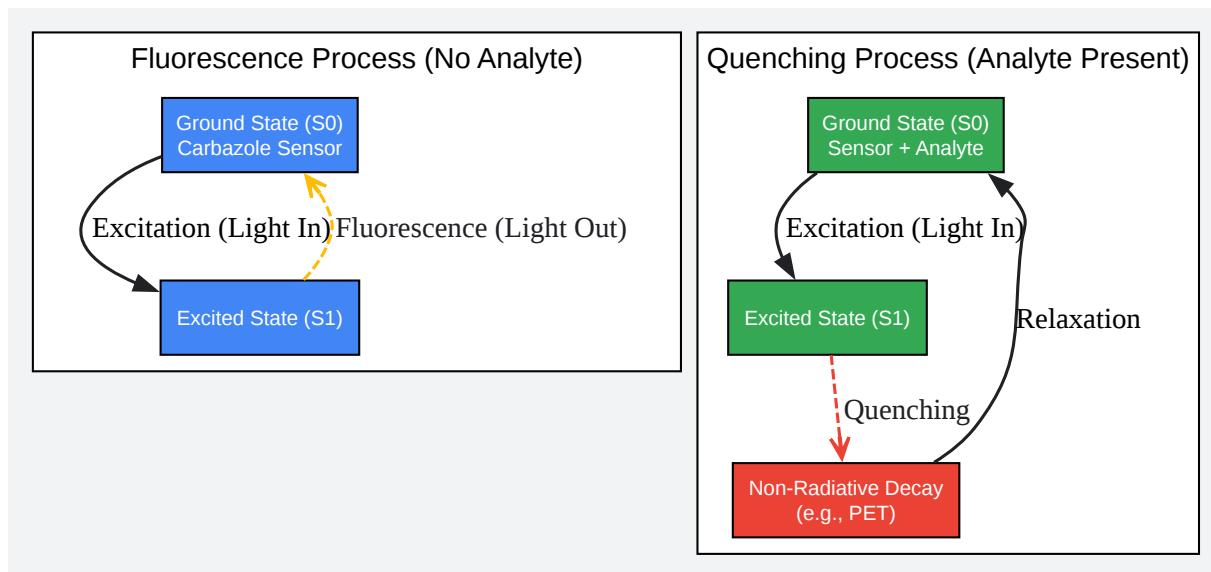 Fluorescence Process (No Analyte)
Ground State (S0)
Carbazole Sensor
Excitation (Light In)
Fluorescence (Light Out)
Excited State (S1)
Quenching Process (Analyte Present)
Ground State (S0)
Sensor + Analyte
Excitation (Light In)
Excited State (S1)
Relaxation
Quenching
Non-Radiative Decay
(e.g., PET)